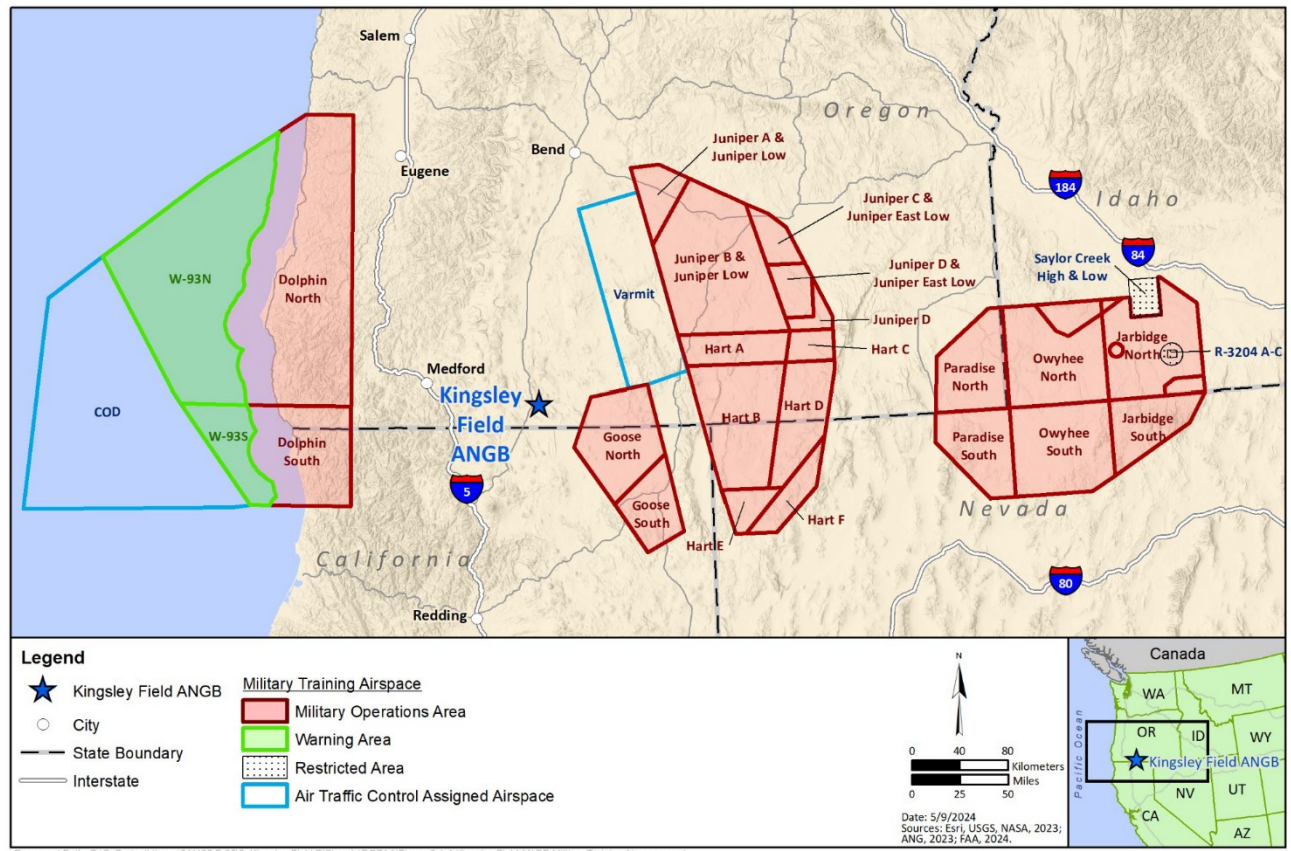 Salem
Oregon
Bend
Eugene
Juniper A &
Juniper Low
184
Idaho
Juniper C &
Juniper East Low
84
Saylor Creek
High & Low
W-93N
Dolphin
North
Varmit
Juniper B &
Juniper Low
Juniper D &
Juniper East Low
Juniper D
Hart A
Hart C
Jarbidge
North
R-3204 A-C
Paradise
North
Owyhee
North
Medford
Kingsley
Field
ANGB
COD
W-93S
Dolphin
South
Goose
North
Hart B
Hart D
Paradise
South
Owyhee
South
Jarbidge
South
5
Goose
South
Hart E
Hart F
Nevada
California
80
Redding
Legend
Kingsley Field ANGB
City
State Boundary
Interstate
Military Training Airspace
Military Operations Area
Warning Area
Restricted Area
Air Traffic Control Assigned Airspace
N
0 40 80
Kilometers
Miles
0 25 50
Date: 5/9/2024
Sources: Esri, USGS, NASA, 2023;
ANG, 2023; FAA, 2024.
Canada
WA
MT
OR
ID
WY
Kingsley Field ANGB
NV
UT
CA
AZ
Pacific Ocean